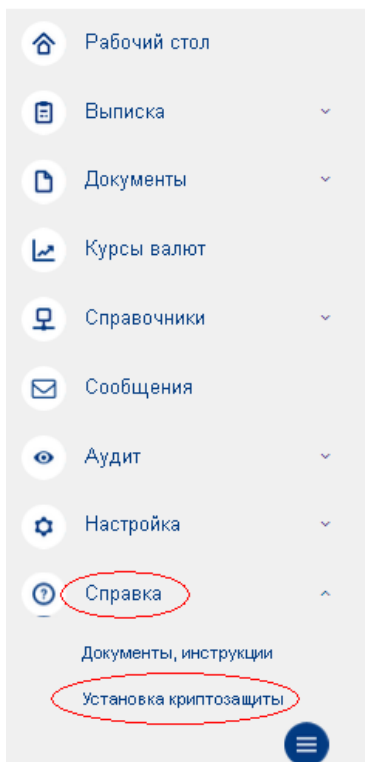 Рабочий стол
Выписка
Документы
Курсы валют
Справочники
Сообщения
Аудит
Настройка
Справка
Документы, инструкции
Установка криптозащиты